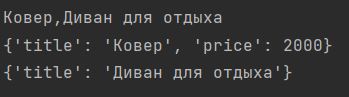 Ковер,Диван для отдыха
{'title': 'Ковер', 'price': 2000}
{'title': 'Диван для отдыха'}